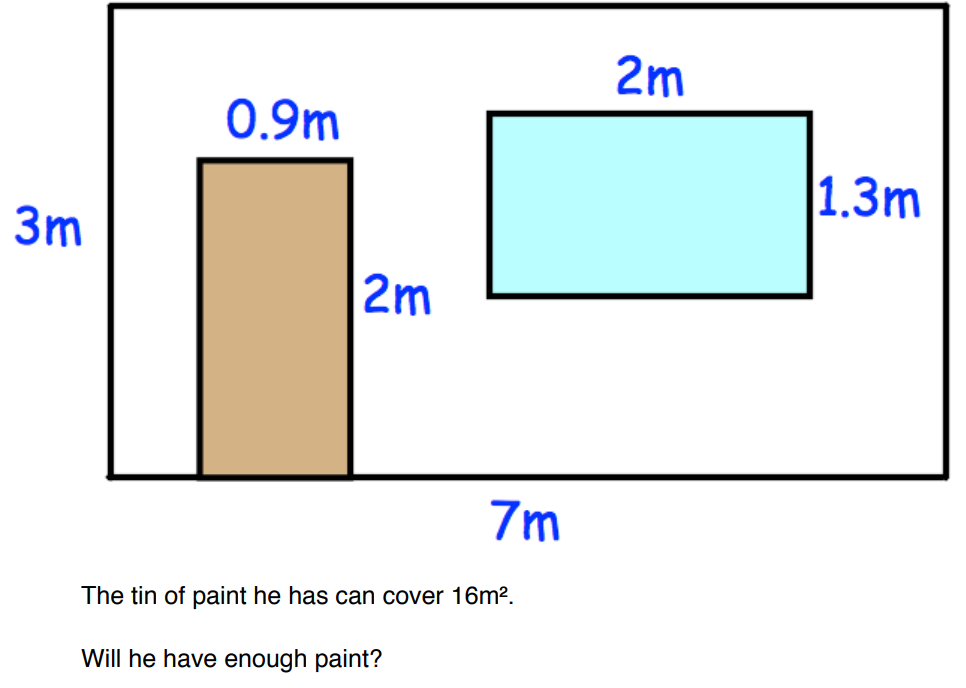 2m
0.9m
1.3m
3m
2m
7m
The tin of paint he has can cover 16m².
Will he have enough paint?